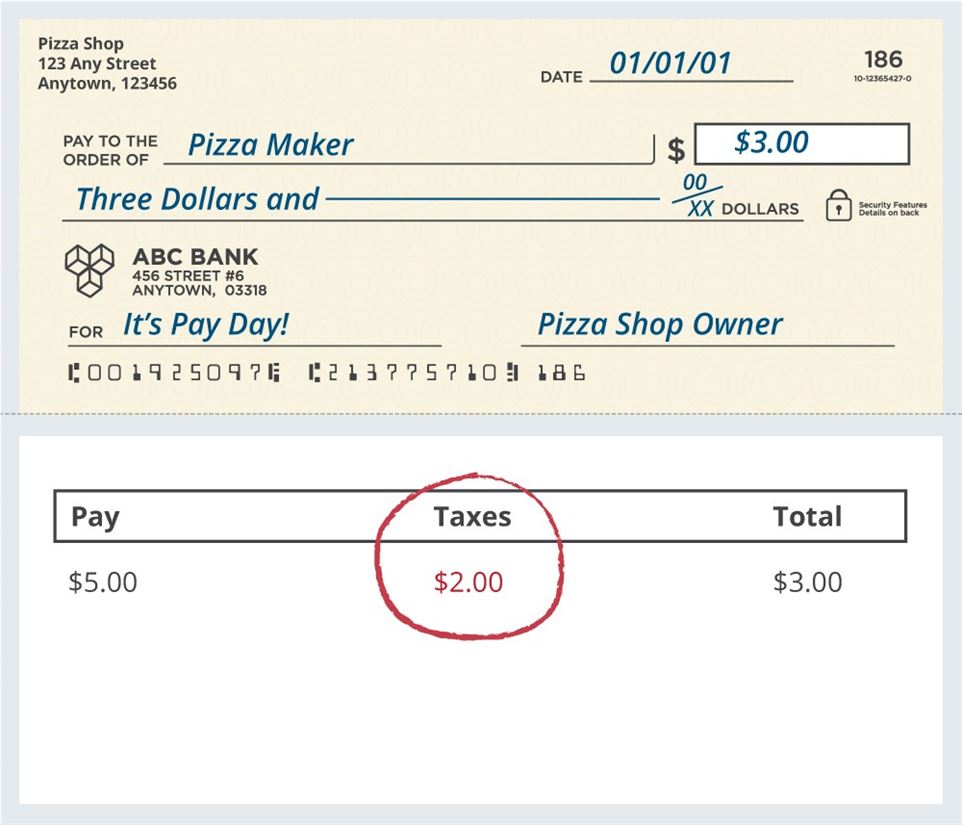 Pizza Shop
123 Any Street
Anytown, 123456
DATE 01/01/01
186
10-12365427-0
PAY TO THE
ORDER OF Pizza Maker $ $3.00
Three Dollars and 00/XX DOLLARS
Security Features
Details on back
ABC BANK
456 STREET #6
ANYTOWN, 03318
FOR It's Pay Day! Pizza Shop Owner
⑆001925097⑈ ⑆213775710⑉ 186
Pay Taxes Total
$5.00 $2.00 $3.00